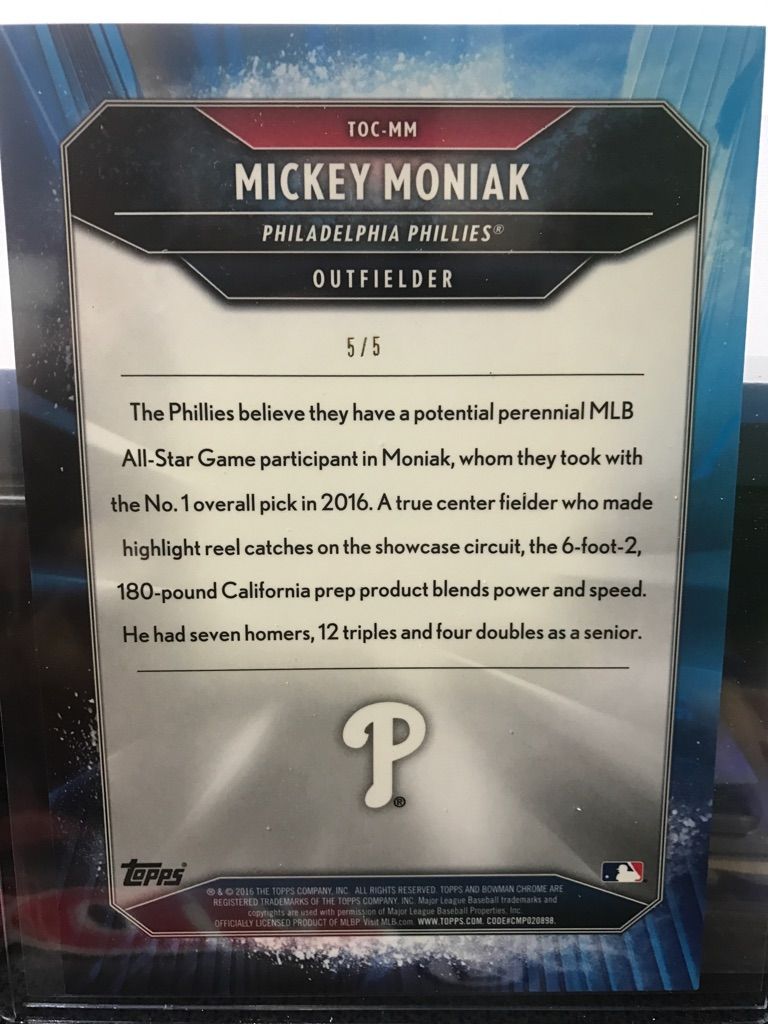 TOC-MM
MICKEY MONIAK
PHILADELPHIA PHILLIES®
OUTFIELDER
5/5
The Phillies believe they have a potential perennial MLB
All-Star Game participant in Moniak, whom they took with
the No. 1 overall pick in 2016. A true center fielder who made
highlight reel catches on the showcase circuit, the 6-foot-2,
180-pound California prep product blends power and speed.
He had seven homers, 12 triples and four doubles as a senior.
P®
topps®
® & © 2016 THE TOPPS COMPANY, INC. ALL RIGHTS RESERVED. TOPPS AND BOWMAN CHROME ARE
REGISTERED TRADEMARKS OF THE TOPPS COMPANY, INC. Major League Baseball trademarks and
copyrights are used with permission of Major League Baseball Properties, Inc.
OFFICIALLY LICENSED PRODUCT OF MLBP Visit MLB.com WWW.TOPPS.COM. CODE#CMP020898.